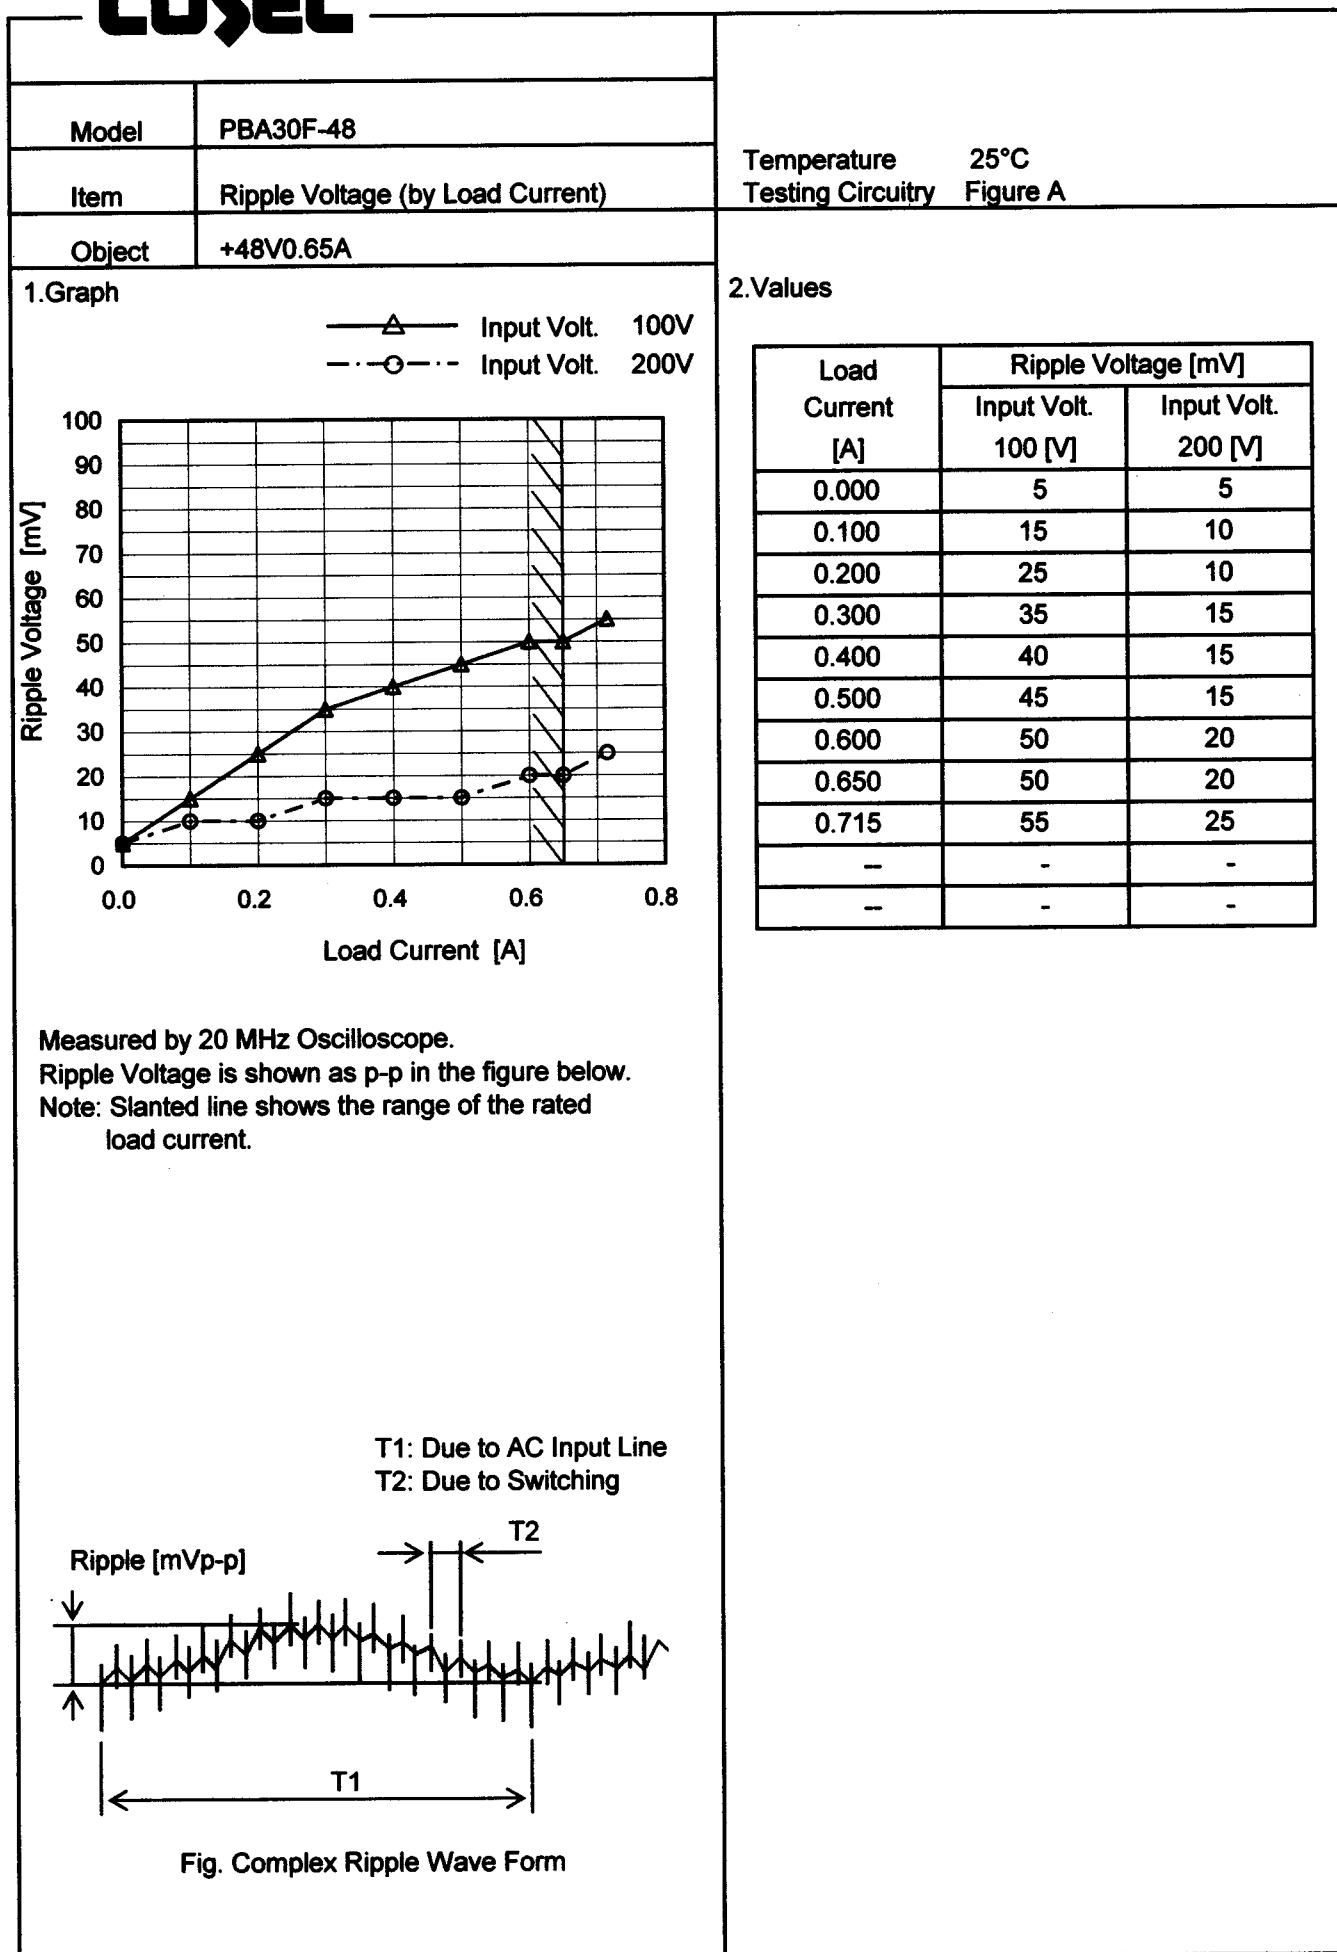 COSEL
Model PBA30F-48
Item Ripple Voltage (by Load Current)
Object +48V0.65A
Temperature 25°C
Testing Circuitry Figure A
1.Graph
Input Volt. 100V
Input Volt. 200V
Ripple Voltage [mV]
100
90
80
70
60
50
40
30
20
10
0
0.0 0.2 0.4 0.6 0.8
Load Current [A]
Measured by 20 MHz Oscilloscope.
Ripple Voltage is shown as p-p in the figure below.
Note: Slanted line shows the range of the rated
load current.
T1: Due to AC Input Line
T2: Due to Switching
T2
Ripple [mVp-p]
T1
Fig. Complex Ripple Wave Form
2.Values
Load Ripple Voltage [mV]
Current Input Volt. Input Volt.
[A] 100 [V] 200 [V]
0.000 5 5
0.100 15 10
0.200 25 10
0.300 35 15
0.400 40 15
0.500 45 15
0.600 50 20
0.650 50 20
0.715 55 25
-- - -
-- - -